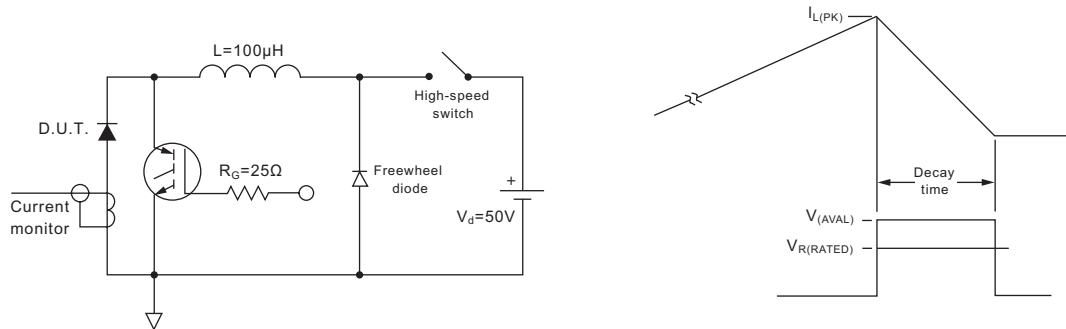 L=100µH
D.U.T.
R_G=25Ω
Current
monitor
Freewheel
diode
High-speed
switch
+
V_d=50V
I_L(PK)
Decay
time
V_(AVAL)
V_R(RATED)